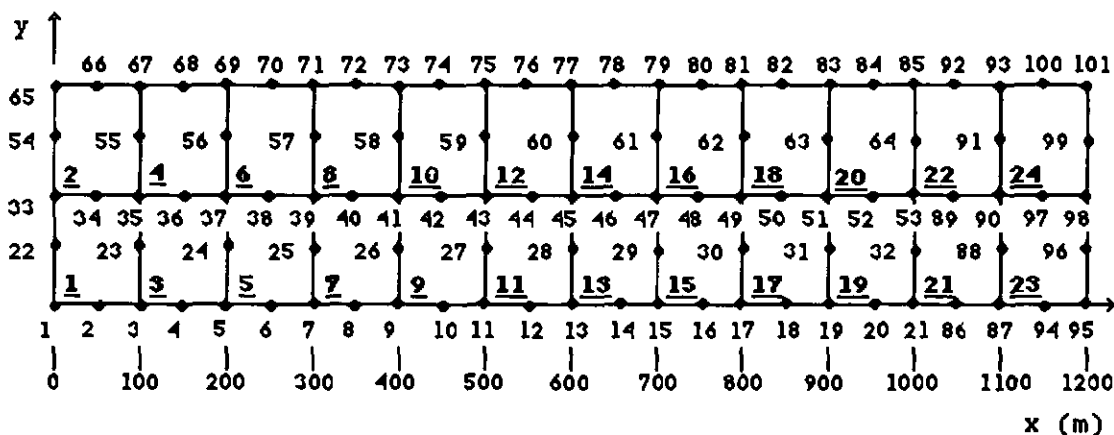 y
66 67 68 69 70 71 72 73 74 75 76 77 78 79 80 81 82 83 84 85 92 93 100 101
65
54 55 56 57 58 59 60 61 62 63 64 91 99
2 4 6 8 10 12 14 16 18 20 22 24
33 34 35 36 37 38 39 40 41 42 43 44 45 46 47 48 49 50 51 52 53 89 90 97 98
22 23 24 25 26 27 28 29 30 31 32 88 96
1 3 5 7 9 11 13 15 17 19 21 23
1 2 3 4 5 6 7 8 9 10 11 12 13 14 15 16 17 18 19 20 21 86 87 94 95
0 100 200 300 400 500 600 700 800 900 1000 1100 1200
x (m)